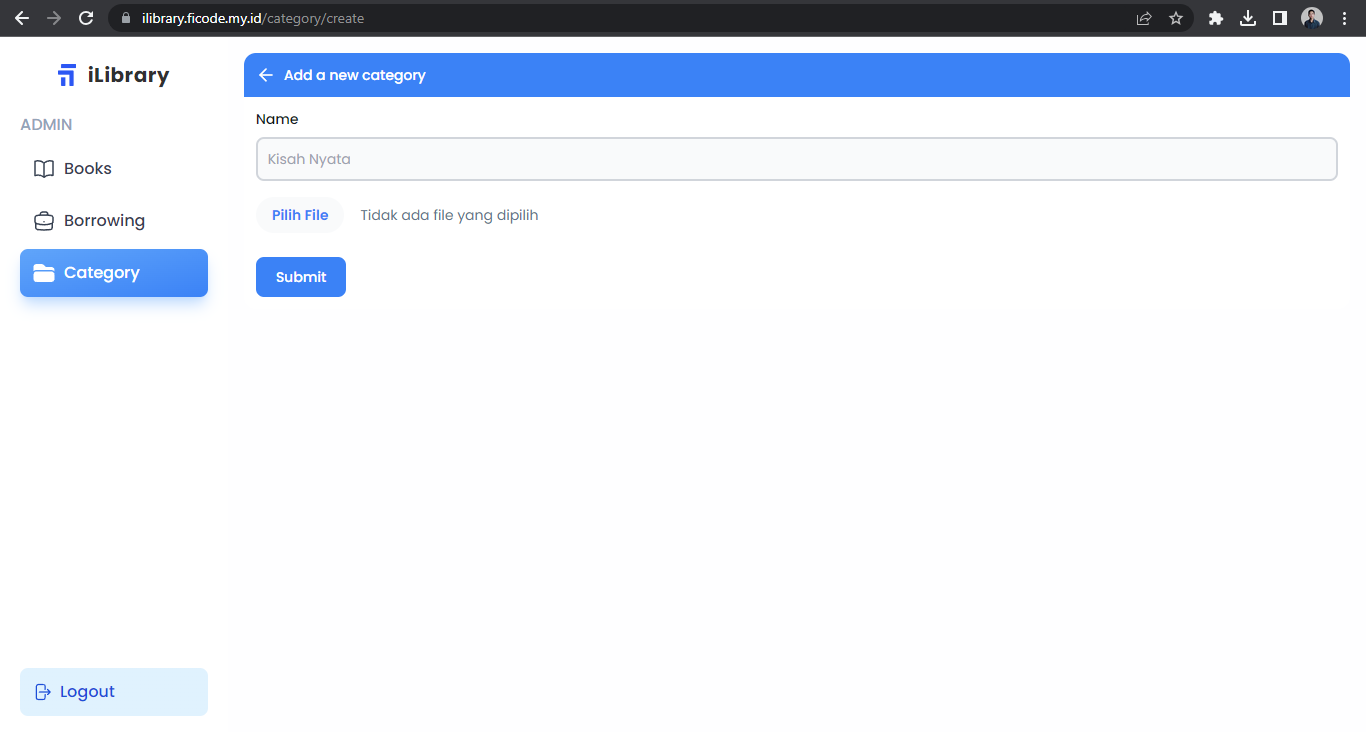 ilibrary.ficode.my.id/category/create
iLibrary
ADMIN
Books
Borrowing
Category
Logout
Add a new category
Name
Kisah Nyata
Pilih File Tidak ada file yang dipilih
Submit